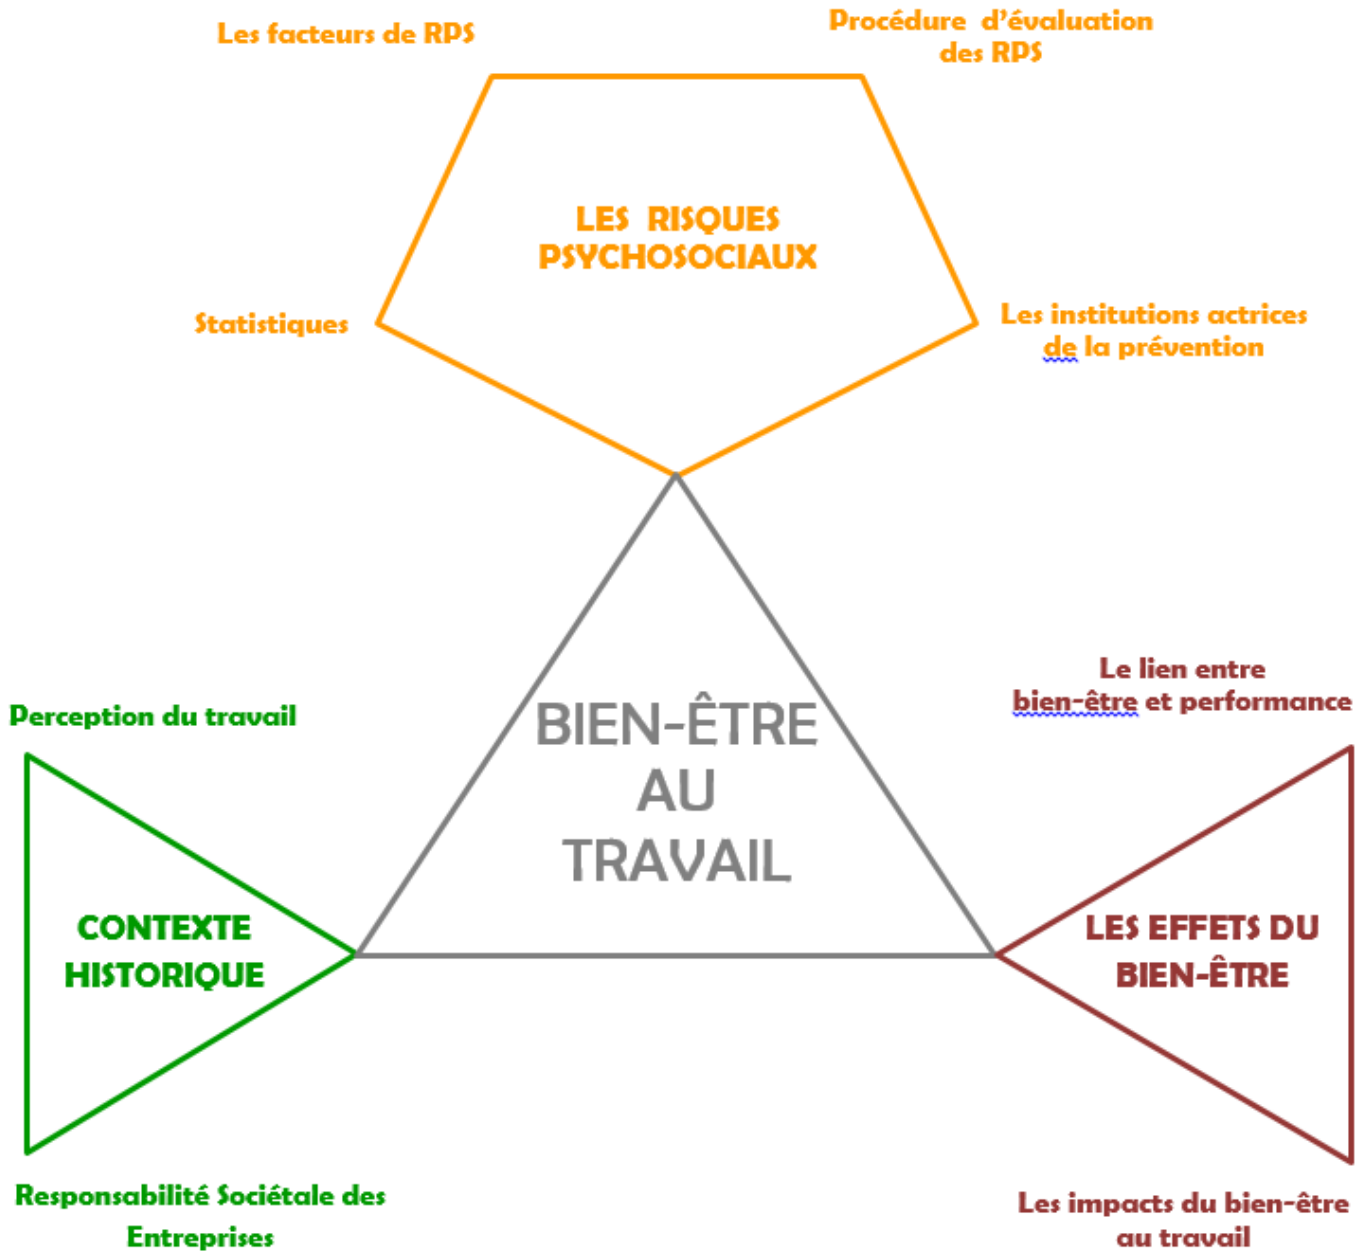 Les facteurs de RPS
Procédure d'évaluation
des RPS
LES RISQUES
PSYCHOSOCIAUX
Statistiques
Les institutions actrices
de la prévention
BIEN-ÊTRE
AU
TRAVAIL
Perception du travail
CONTEXTE
HISTORIQUE
Responsabilité Sociétale des
Entreprises
Le lien entre
bien-être et performance
LES EFFETS DU
BIEN-ÊTRE
Les impacts du bien-être
au travail